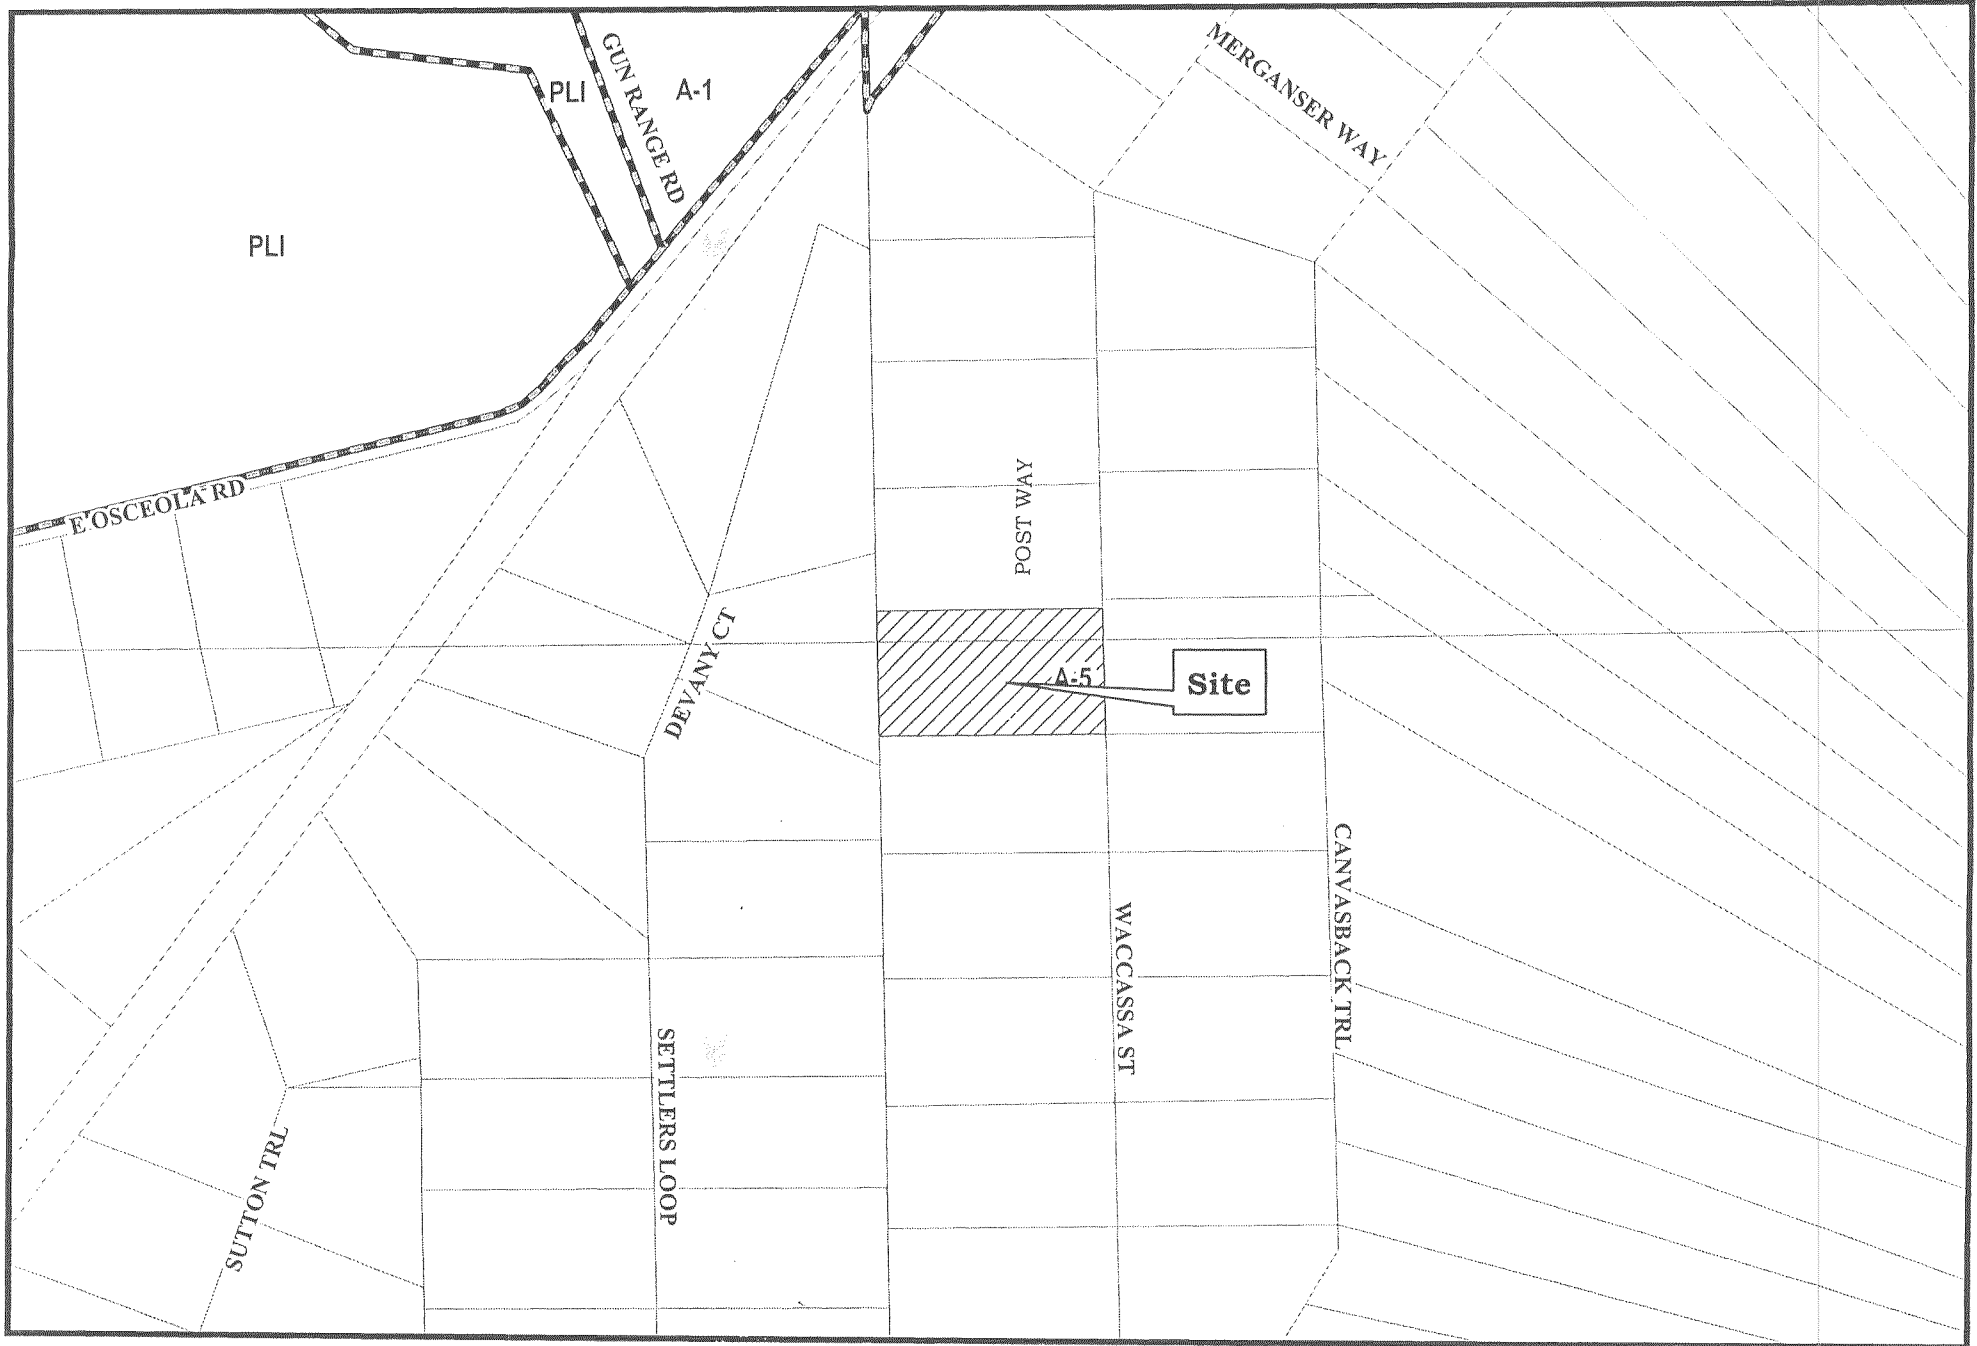 MERGANSER WAY
GUN RANGE RD
PLI
A-1
PLI
E OSCEOLA RD
POST WAY
DEVANY CT
A-5
Site
CANVASBACK TRL
WACCASSA ST
SETTLERS LOOP
SUTTON TRL